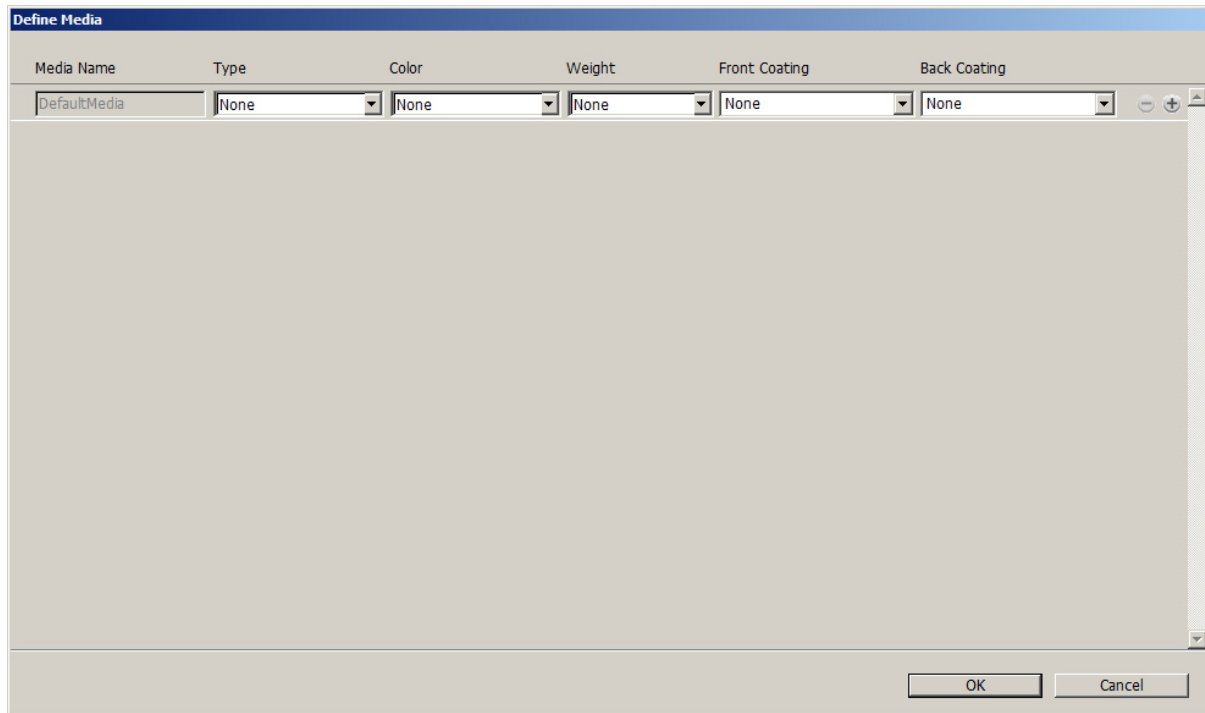 Define Media
Media Name Type Color Weight Front Coating Back Coating
DefaultMedia None None None None None
OK Cancel